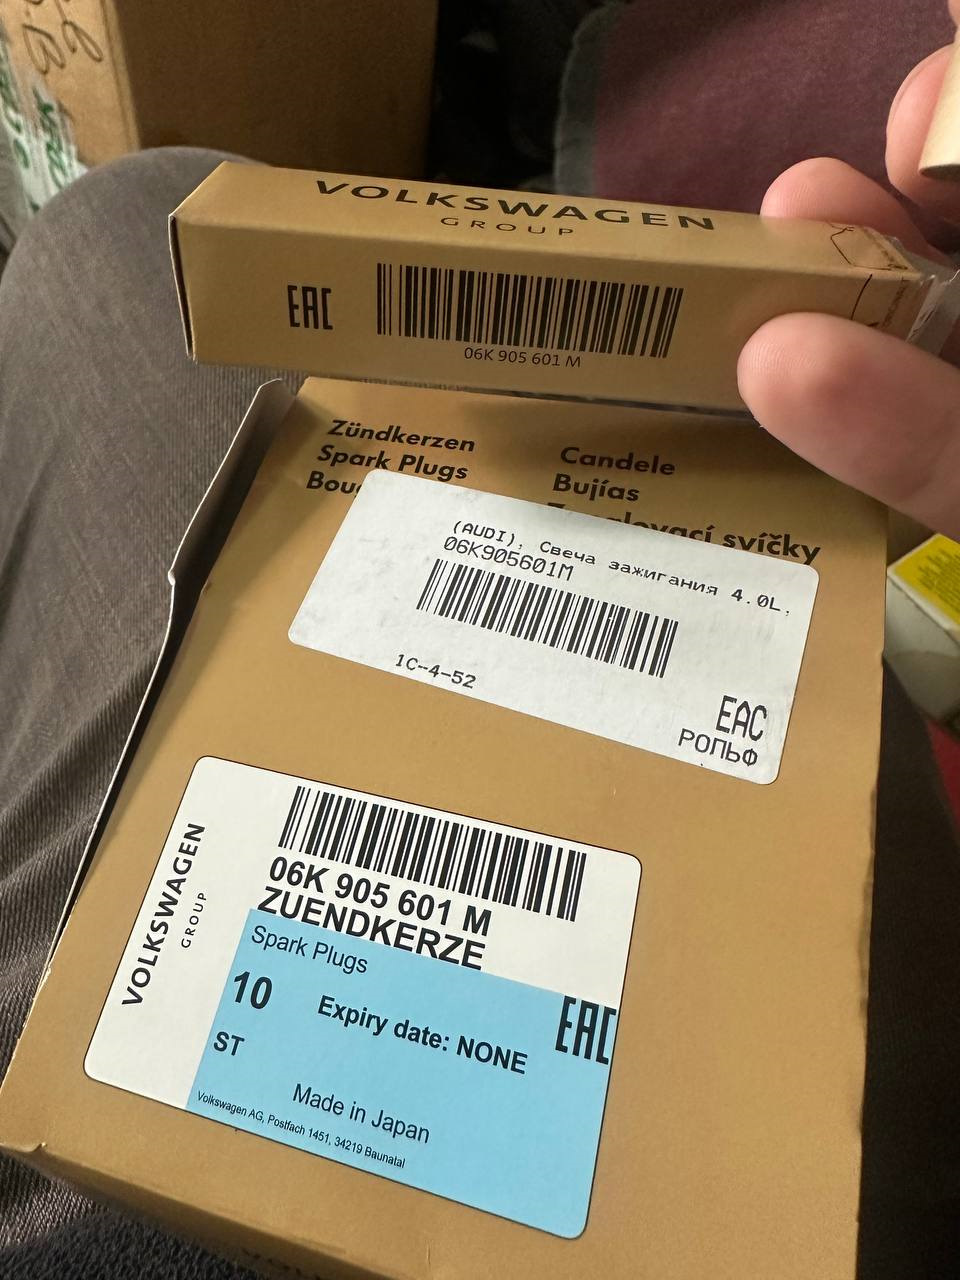 VOLKSWAGEN
GROUP
EAC
06K 905 601 M
Zündkerzen
Spark Plugs
Candele
Bujías
svíčky
(AUDI), Свеча зажигания 4.0L,
06K905601M
1C-4-52
EAC
РОЛЬФ
VOLKSWAGEN
GROUP
06K 905 601 M
ZUENDKERZE
Spark Plugs
10
ST
Expiry date: NONE
EAC
Made in Japan
Volkswagen AG, Postfach 1451, 34219 Baunatal